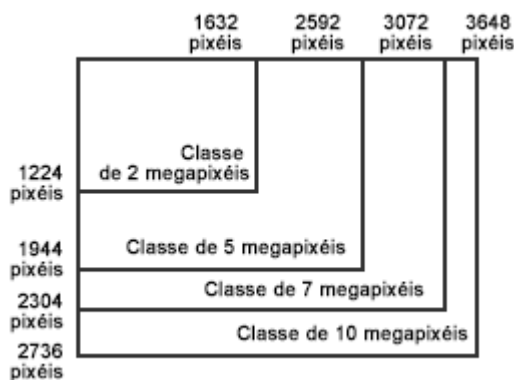 1632 2592 3072 3648
pixéis pixéis pixéis pixéis
Classe
de 2 megapixéis
1224
pixéis
Classe de 5 megapixéis
1944
pixéis
Classe de 7 megapixéis
2304
pixéis
Classe de 10 megapixéis
2736
pixéis